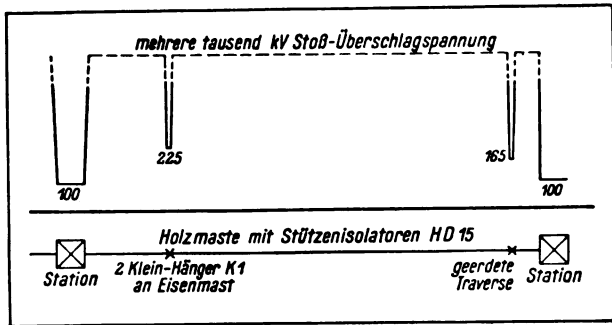 mehrere tausend kV Stoß-Überschlagspannung
225
165
100
100
Holzmaste mit Stützenisolatoren HD 15
Station
2 Klein-Hänger K1
an Eisenmast
geerdete
Traverse
Station